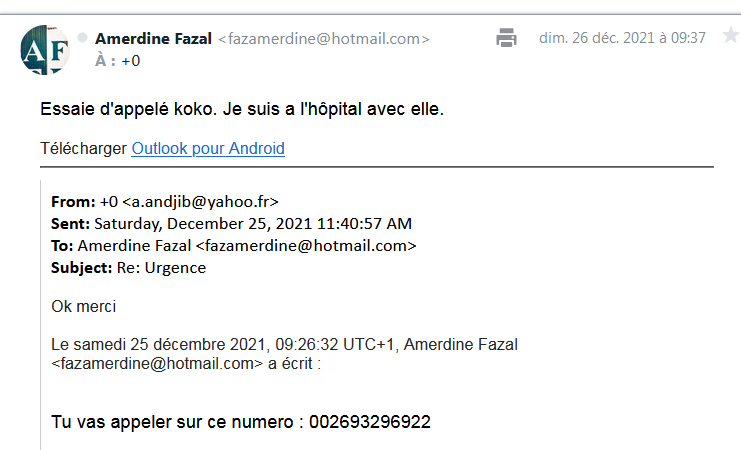 AF
Amerdine Fazal <fazamerdine@hotmail.com>
dim. 26 déc. 2021 à 09:37
À : +0
Essaie d'appelé koko. Je suis a l'hôpital avec elle.
Télécharger Outlook pour Android
From: +0 <a.andjib@yahoo.fr>
Sent: Saturday, December 25, 2021 11:40:57 AM
To: Amerdine Fazal <fazamerdine@hotmail.com>
Subject: Re: Urgence
Ok merci
Le samedi 25 décembre 2021, 09:26:32 UTC+1, Amerdine Fazal
<fazamerdine@hotmail.com> a écrit :
Tu vas appeler sur ce numero : 002693296922